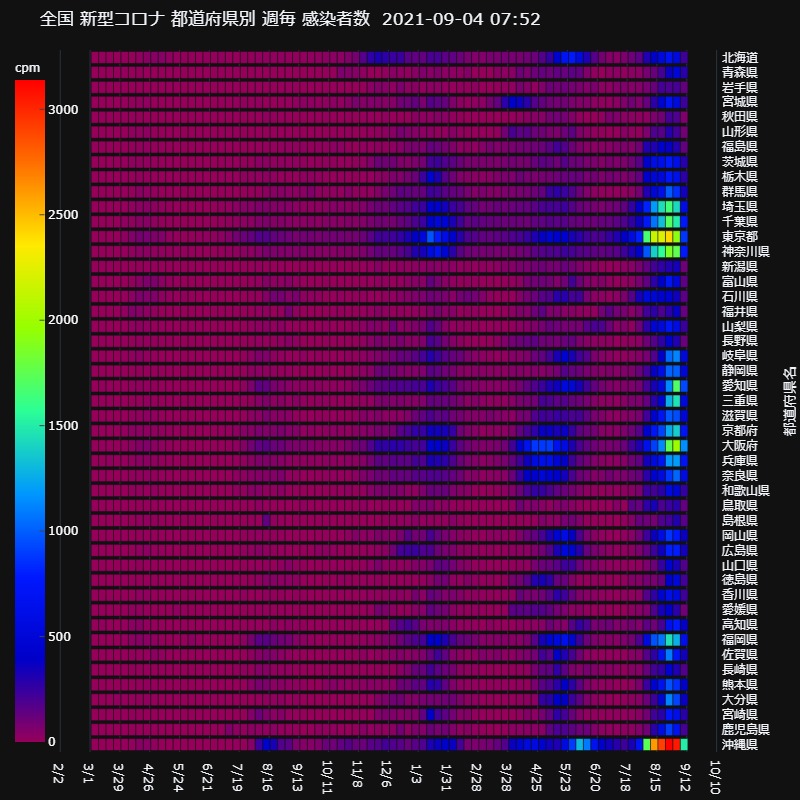 全国 新型コロナ 都道府県別 週毎 感染者数 2021-09-04 07:52
cpm
3000
2500
2000
1500
1000
500
0
北海道
青森県
岩手県
宮城県
秋田県
山形県
福島県
茨城県
栃木県
群馬県
埼玉県
千葉県
東京都
神奈川県
新潟県
富山県
石川県
福井県
山梨県
長野県
岐阜県
静岡県
愛知県
三重県
滋賀県
京都府
大阪府
兵庫県
奈良県
和歌山県
鳥取県
島根県
岡山県
広島県
山口県
徳島県
香川県
愛媛県
高知県
福岡県
佐賀県
長崎県
熊本県
大分県
宮崎県
鹿児島県
沖縄県
都道府県名
2/2 3/1 3/29 4/26 5/24 6/21 7/19 8/16 9/13 10/11 11/8 12/6 1/3 1/31 2/28 3/28 4/25 5/23 6/20 7/18 8/15 9/12 10/10